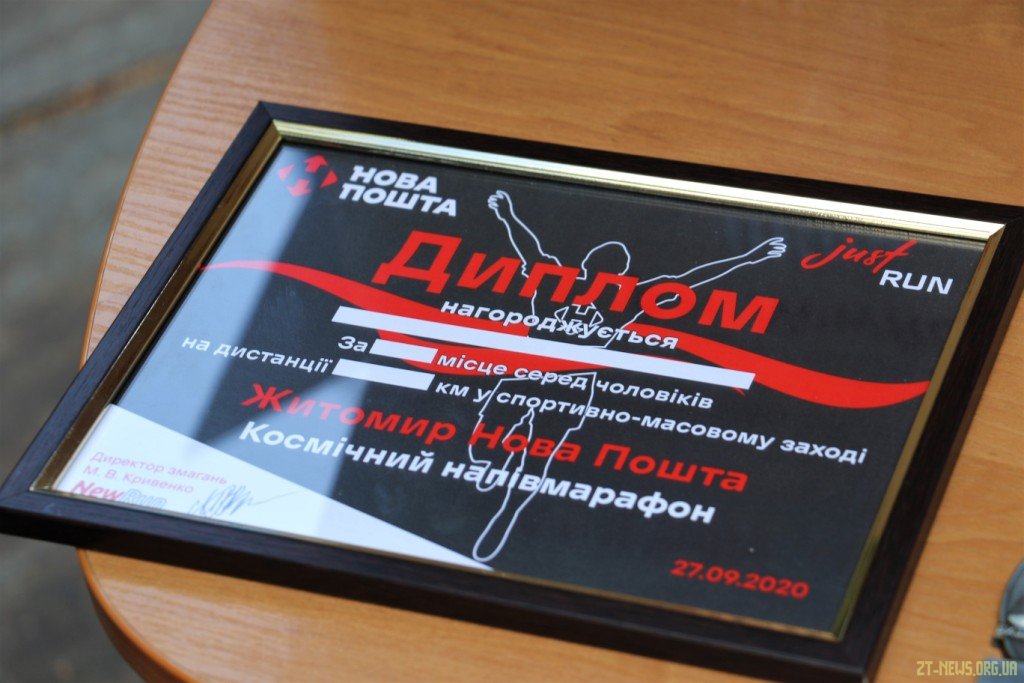 НОВА
ПОШТА
just
RUN
Диплом
нагороджується
За місце серед чоловіків
на дистанції км у спортивно-масовому заході
Житомир Нова Пошта
Космічний напівмарафон
Директор змагань
М. В. Кривенко
NewRun
27.09.2020
ZT-NEWS.ORG.UA